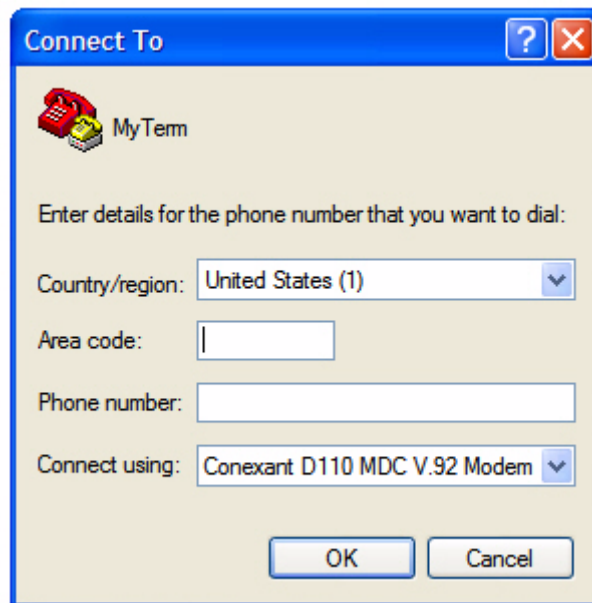 Connect To
MyTerm
Enter details for the phone number that you want to dial:
Country/region: United States (1)
Area code:
Phone number:
Connect using: Conexant D110 MDC V.92 Modem
OK Cancel